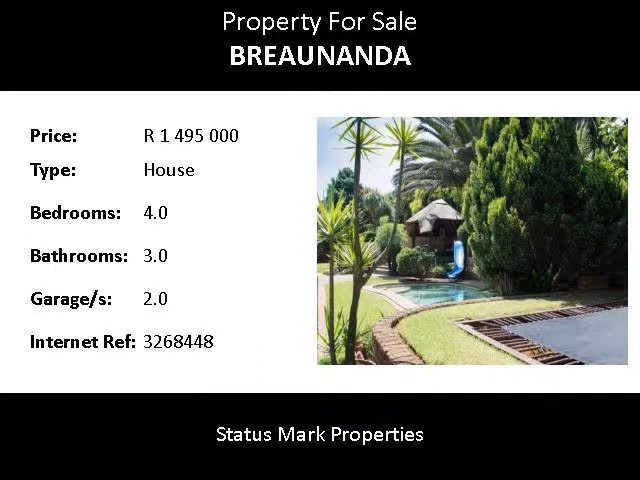 Property For Sale
BREAUNANDA
Price: R 1 495 000
Type: House
Bedrooms: 4.0
Bathrooms: 3.0
Garage/s: 2.0
Internet Ref: 3268448
Status Mark Properties